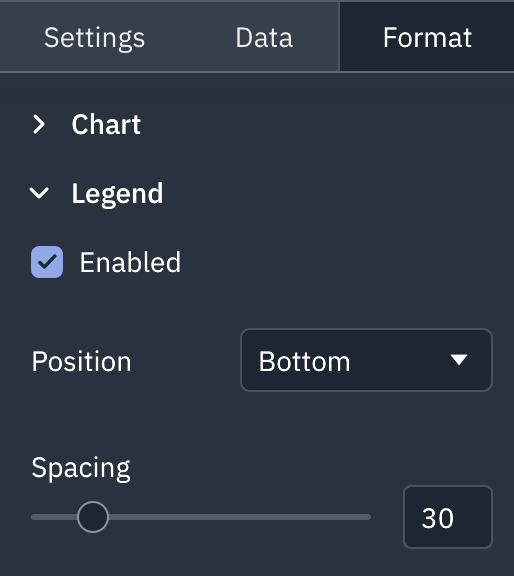 Settings Data Format
Chart
Legend
Enabled
Position Bottom
Spacing
30